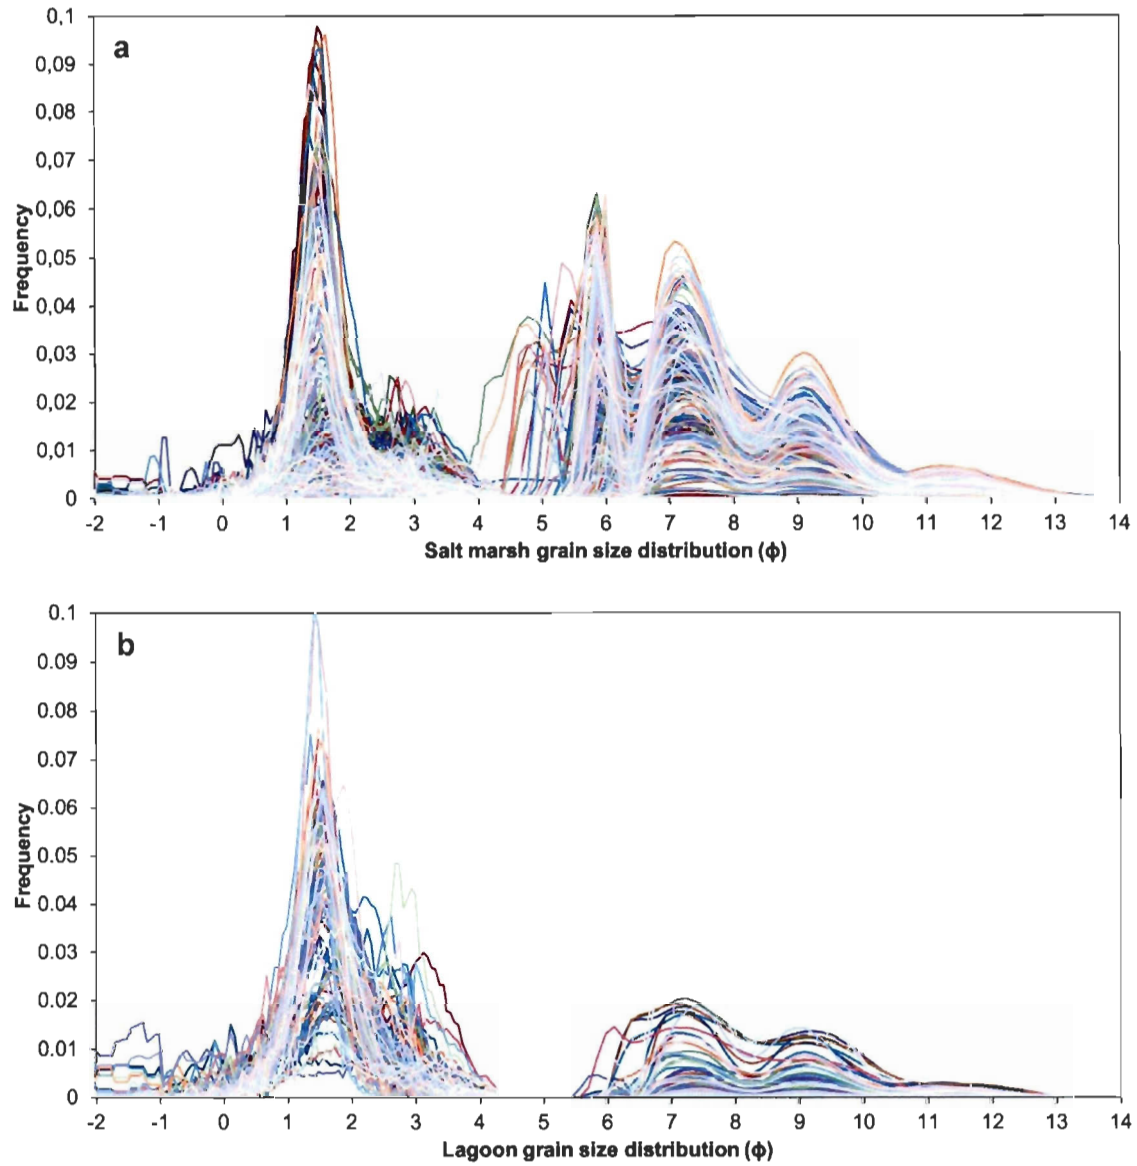 a
Frequency
0,1
0,09
0,08
0,07
0,06
0,05
0,04
0,03
0,02
0,01
0
-2 -1 0 1 2 3 4 5 6 7 8 9 10 11 12 13 14
Salt marsh grain size distribution (ϕ)
b
Frequency
0.1
0.09
0.08
0.07
0.06
0.05
0.04
0.03
0.02
0.01
0
-2 -1 0 1 2 3 4 5 6 7 8 9 10 11 12 13 14
Lagoon grain size distribution (ϕ)